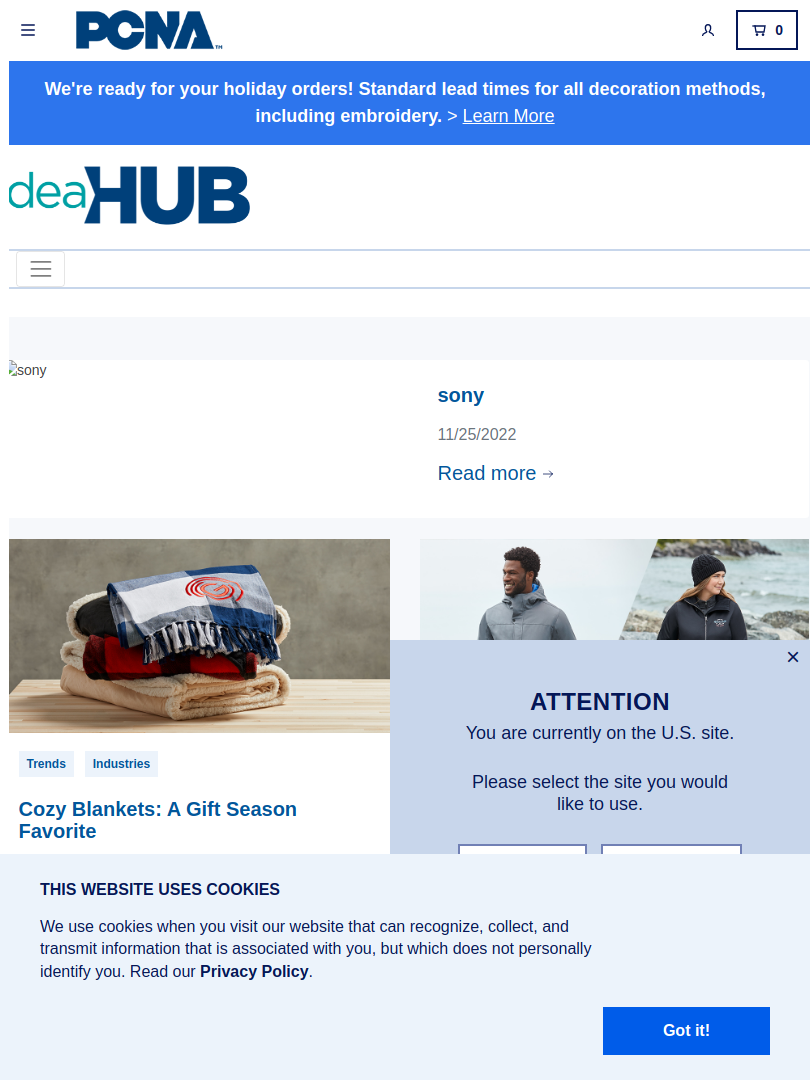 PCNA™
0
We're ready for your holiday orders! Standard lead times for all decoration methods,
including embroidery. > Learn More
deaHUB
sony
sony
11/25/2022
Read more
Trends
Industries
Cozy Blankets: A Gift Season
Favorite
ATTENTION
You are currently on the U.S. site.
Please select the site you would
like to use.
THIS WEBSITE USES COOKIES
We use cookies when you visit our website that can recognize, collect, and
transmit information that is associated with you, but which does not personally
identify you. Read our Privacy Policy.
Got it!